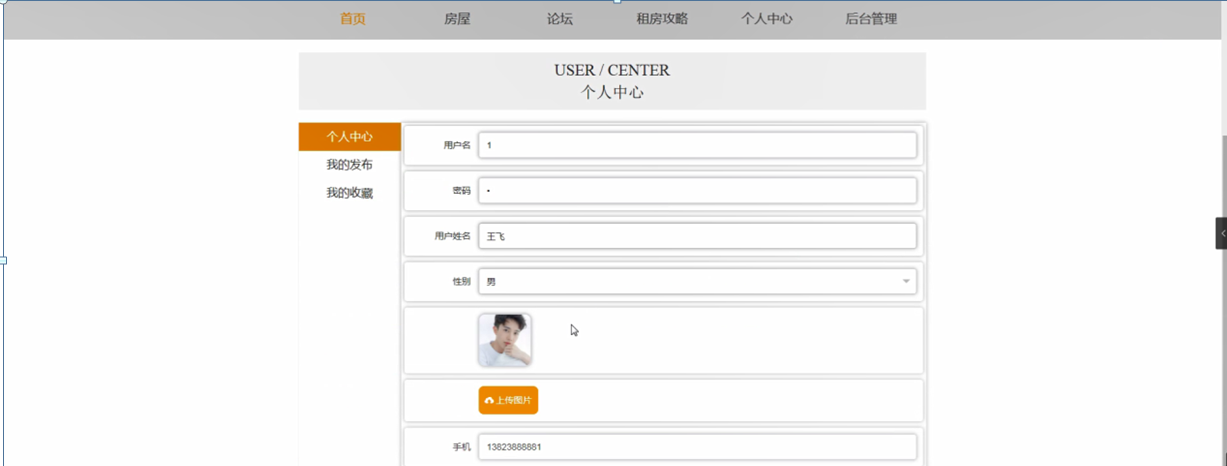 首页 房屋 论坛 租房攻略 个人中心 后台管理
USER / CENTER
个人中心
个人中心
我的发布
我的收藏
用户名 1
密码 •
用户姓名 王飞
性别 男
上传图片
手机 13823888881